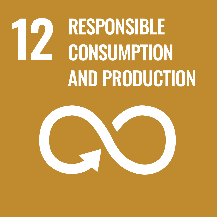 12 RESPONSIBLE
CONSUMPTION
AND PRODUCTION